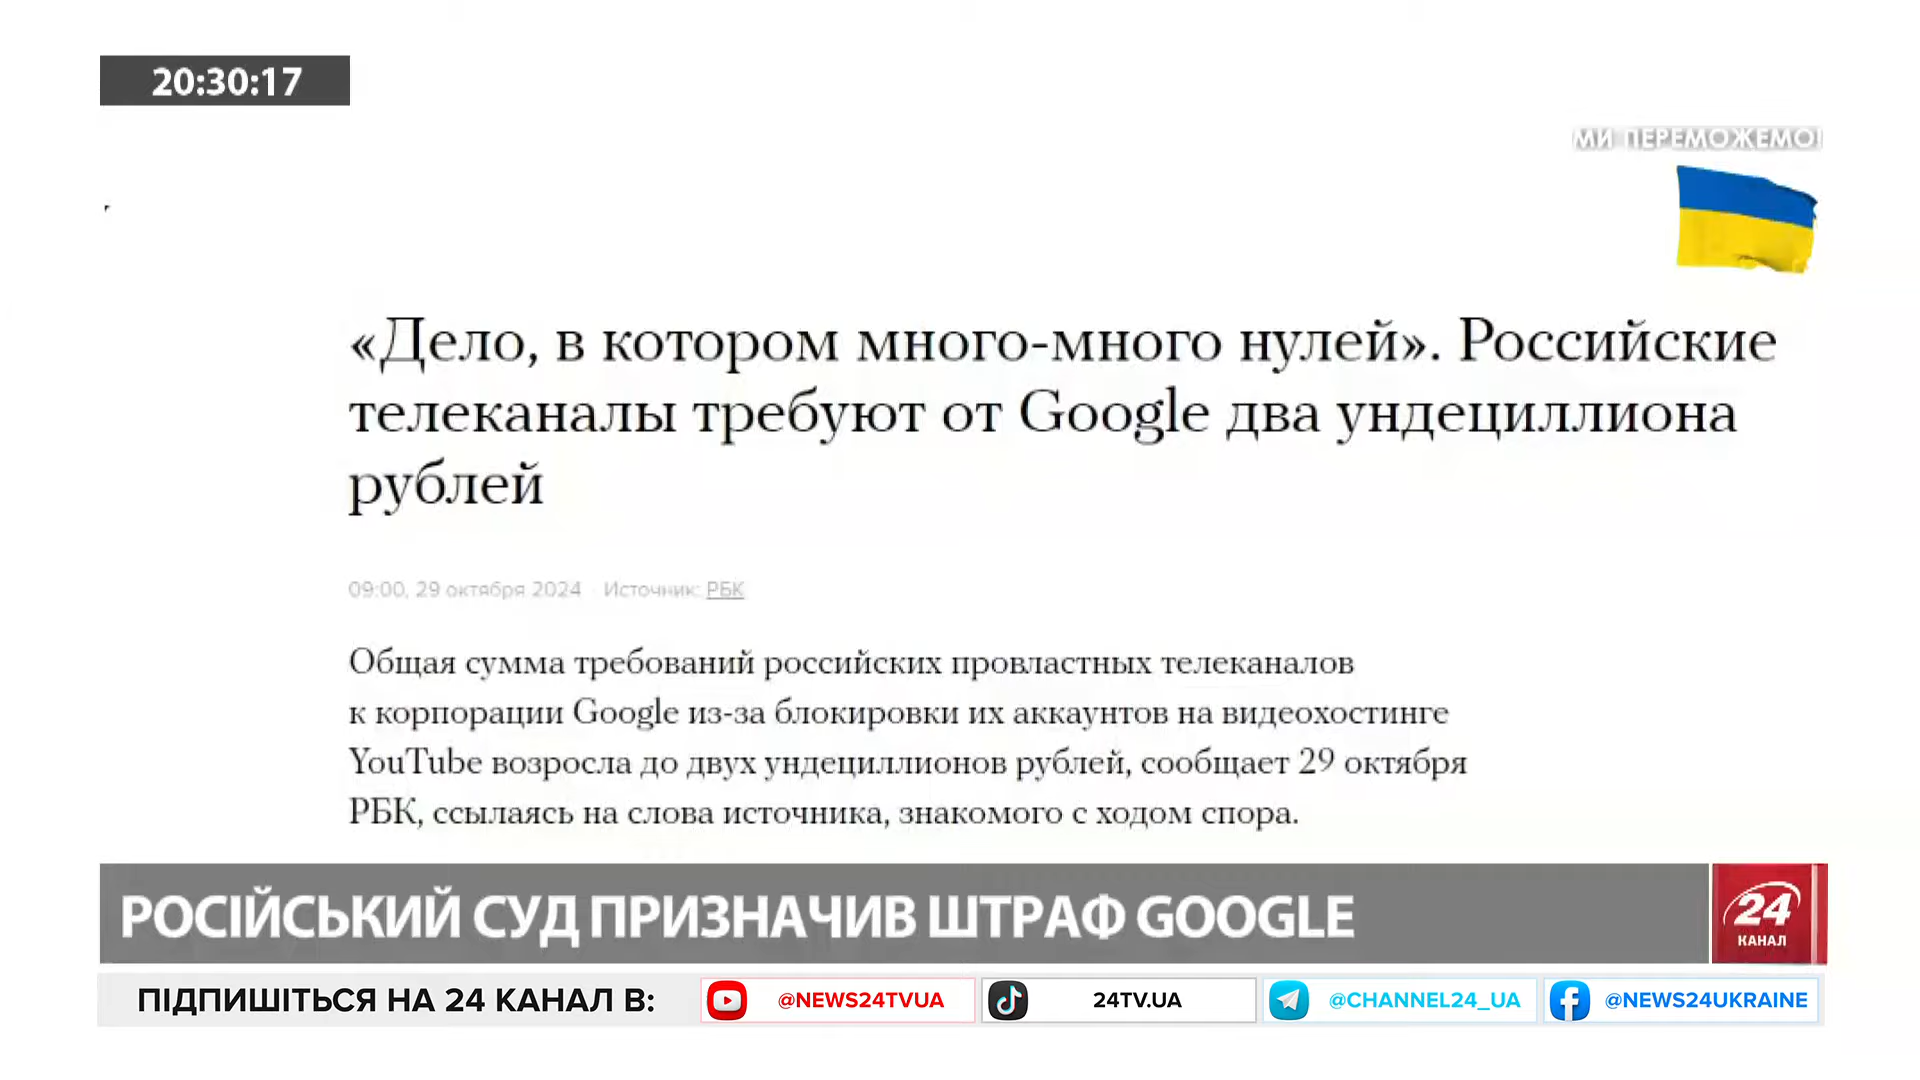 20:30:17
МИ ПЕРЕМОЖЕМО!
«Дело, в котором много-много нулей». Российские
телеканалы требуют от Google два ундециллиона
рублей
09:00, 29 октября 2024 Источник: РБК
Общая сумма требований российских провластных телеканалов
к корпорации Google из-за блокировки их аккаунтов на видеохостинге
YouTube возросла до двух ундециллионов рублей, сообщает 29 октября
РБК, ссылаясь на слова источника, знакомого с ходом спора.
РОСІЙСЬКИЙ СУД ПРИЗНАЧИВ ШТРАФ GOOGLE
24
КАНАЛ
ПІДПИШІТЬСЯ НА 24 КАНАЛ В: @NEWS24TVUA 24TV.UA @CHANNEL24_UA @NEWS24UKRAINE